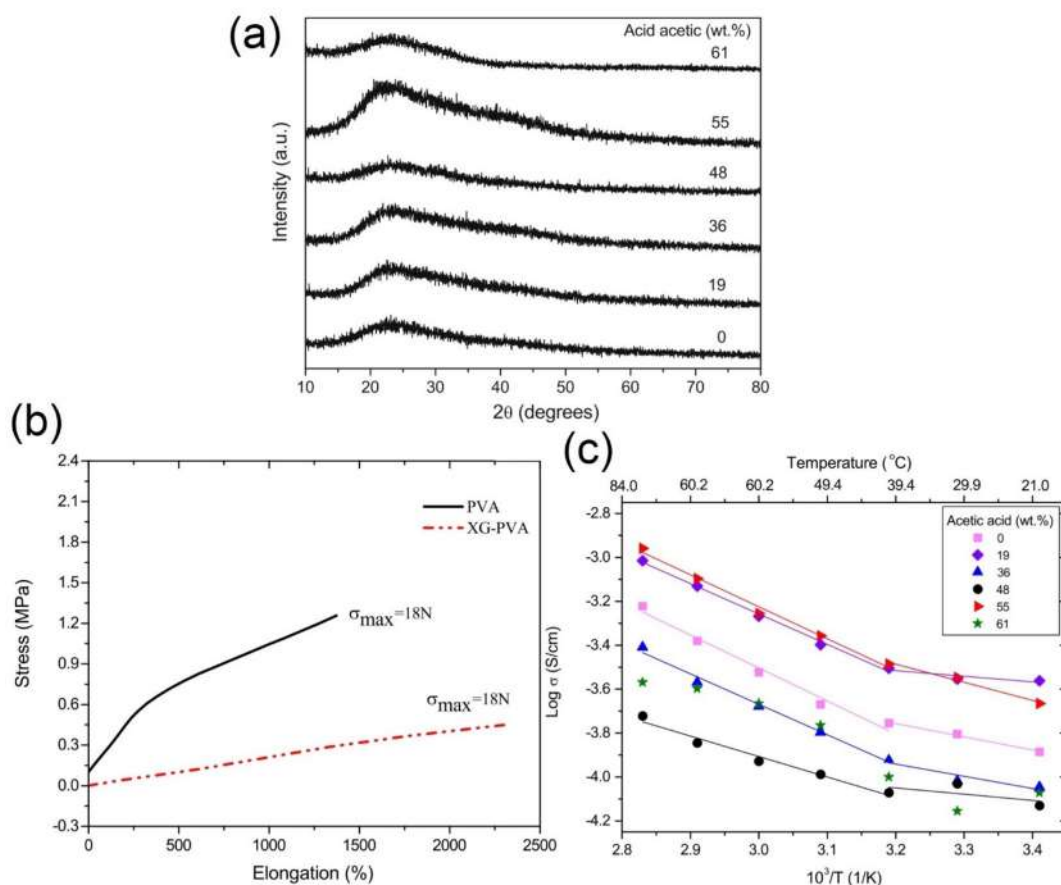 (a)
Acid acetic (wt.%)
61
55
48
36
19
0
Intensity (a.u.)
10 20 30 40 50 60 70 80
2θ (degrees)
(b)
2.4
2.1
1.8
1.5
1.2
0.9
0.6
0.3
0.0
-0.3
Stress (MPa)
PVA
XG-PVA
σmax=18N
σmax=18N
0 500 1000 1500 2000 2500
Elongation (%)
(c)
Temperature (°C)
84.0 60.2 60.2 49.4 39.4 29.9 21.0
-2.8
-3.0
-3.2
-3.4
-3.6
-3.8
-4.0
-4.2
Log σ (S/cm)
Acetic acid (wt.%)
0
19
36
48
55
61
2.8 2.9 3.0 3.1 3.2 3.3 3.4
10³/T (1/K)